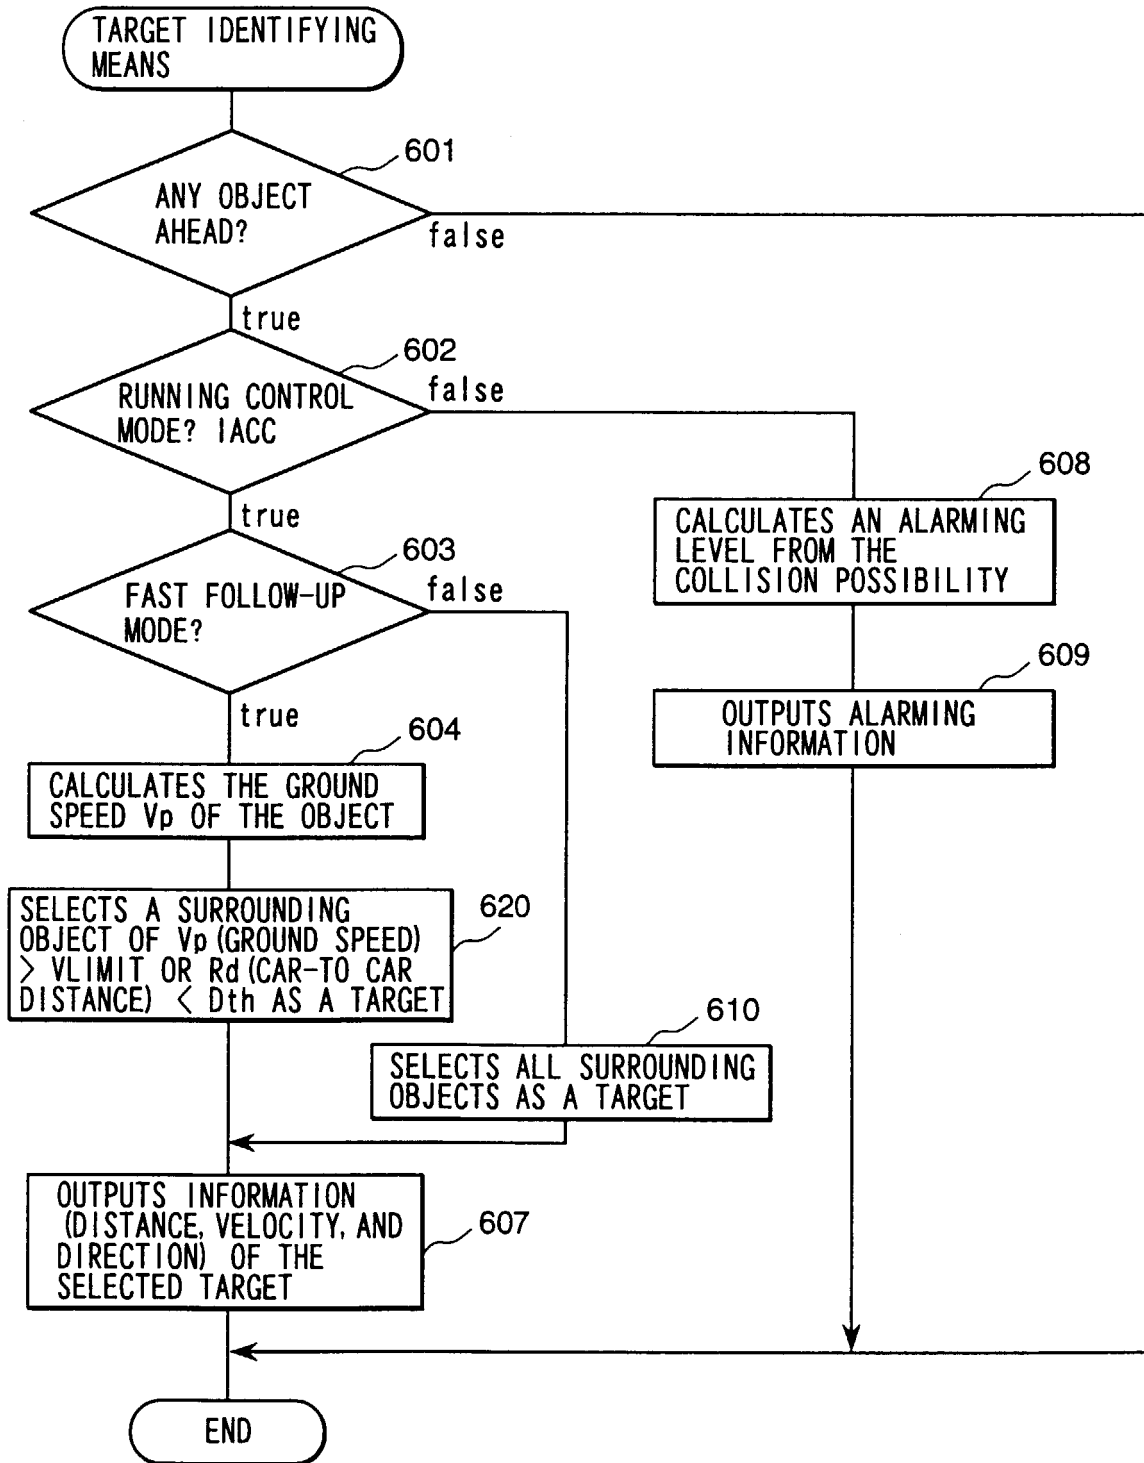 TARGET IDENTIFYING
MEANS
601
ANY OBJECT
AHEAD?
false
true
602
RUNNING CONTROL
MODE? IACC
false
true
603
FAST FOLLOW-UP
MODE?
false
true
604
CALCULATES THE GROUND
SPEED Vp OF THE OBJECT
608
CALCULATES AN ALARMING
LEVEL FROM THE
COLLISION POSSIBILITY
609
OUTPUTS ALARMING
INFORMATION
SELECTS A SURROUNDING
OBJECT OF Vp (GROUND SPEED)
> VLIMIT OR Rd (CAR-TO CAR
DISTANCE) < Dth AS A TARGET
620
610
SELECTS ALL SURROUNDING
OBJECTS AS A TARGET
OUTPUTS INFORMATION
(DISTANCE, VELOCITY, AND
DIRECTION) OF THE
SELECTED TARGET
607
END